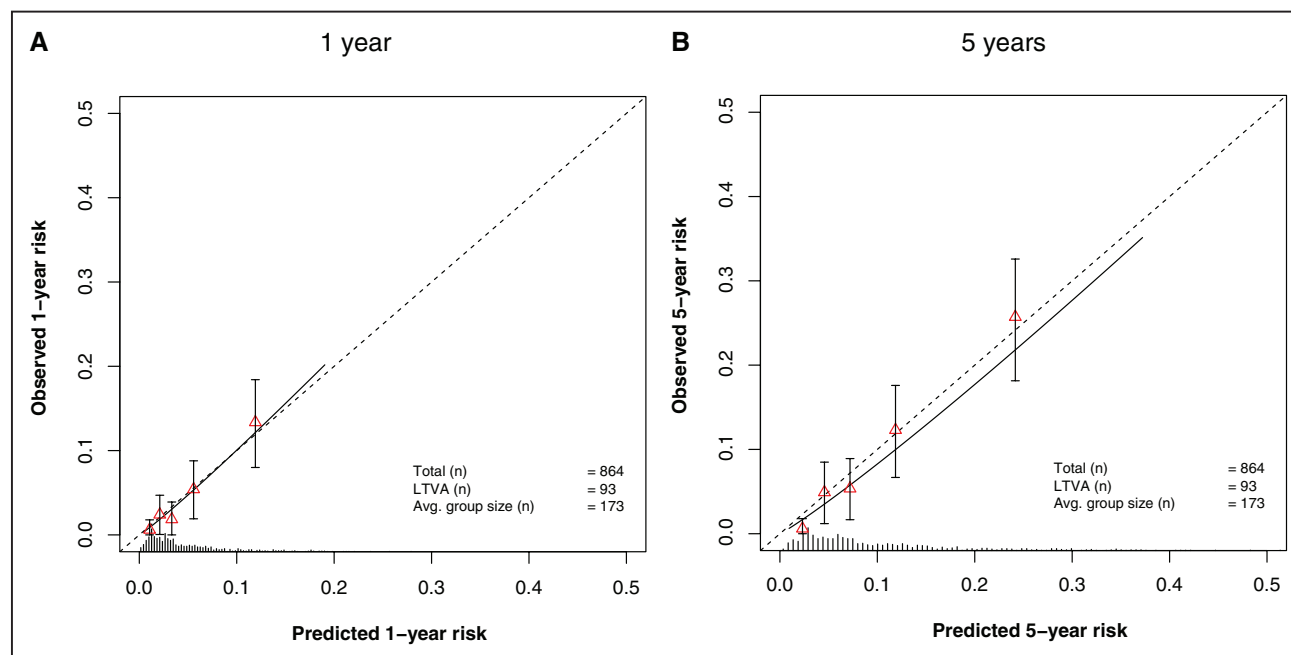 A
1 year
Observed 1−year risk
0.5
0.4
0.3
0.2
0.1
0.0
Total (n) = 864
LTVA (n) = 93
Avg. group size (n) = 173
0.0 0.1 0.2 0.3 0.4 0.5
Predicted 1−year risk
B
5 years
Observed 5−year risk
0.5
0.4
0.3
0.2
0.1
0.0
Total (n) = 864
LTVA (n) = 93
Avg. group size (n) = 173
0.0 0.1 0.2 0.3 0.4 0.5
Predicted 5−year risk